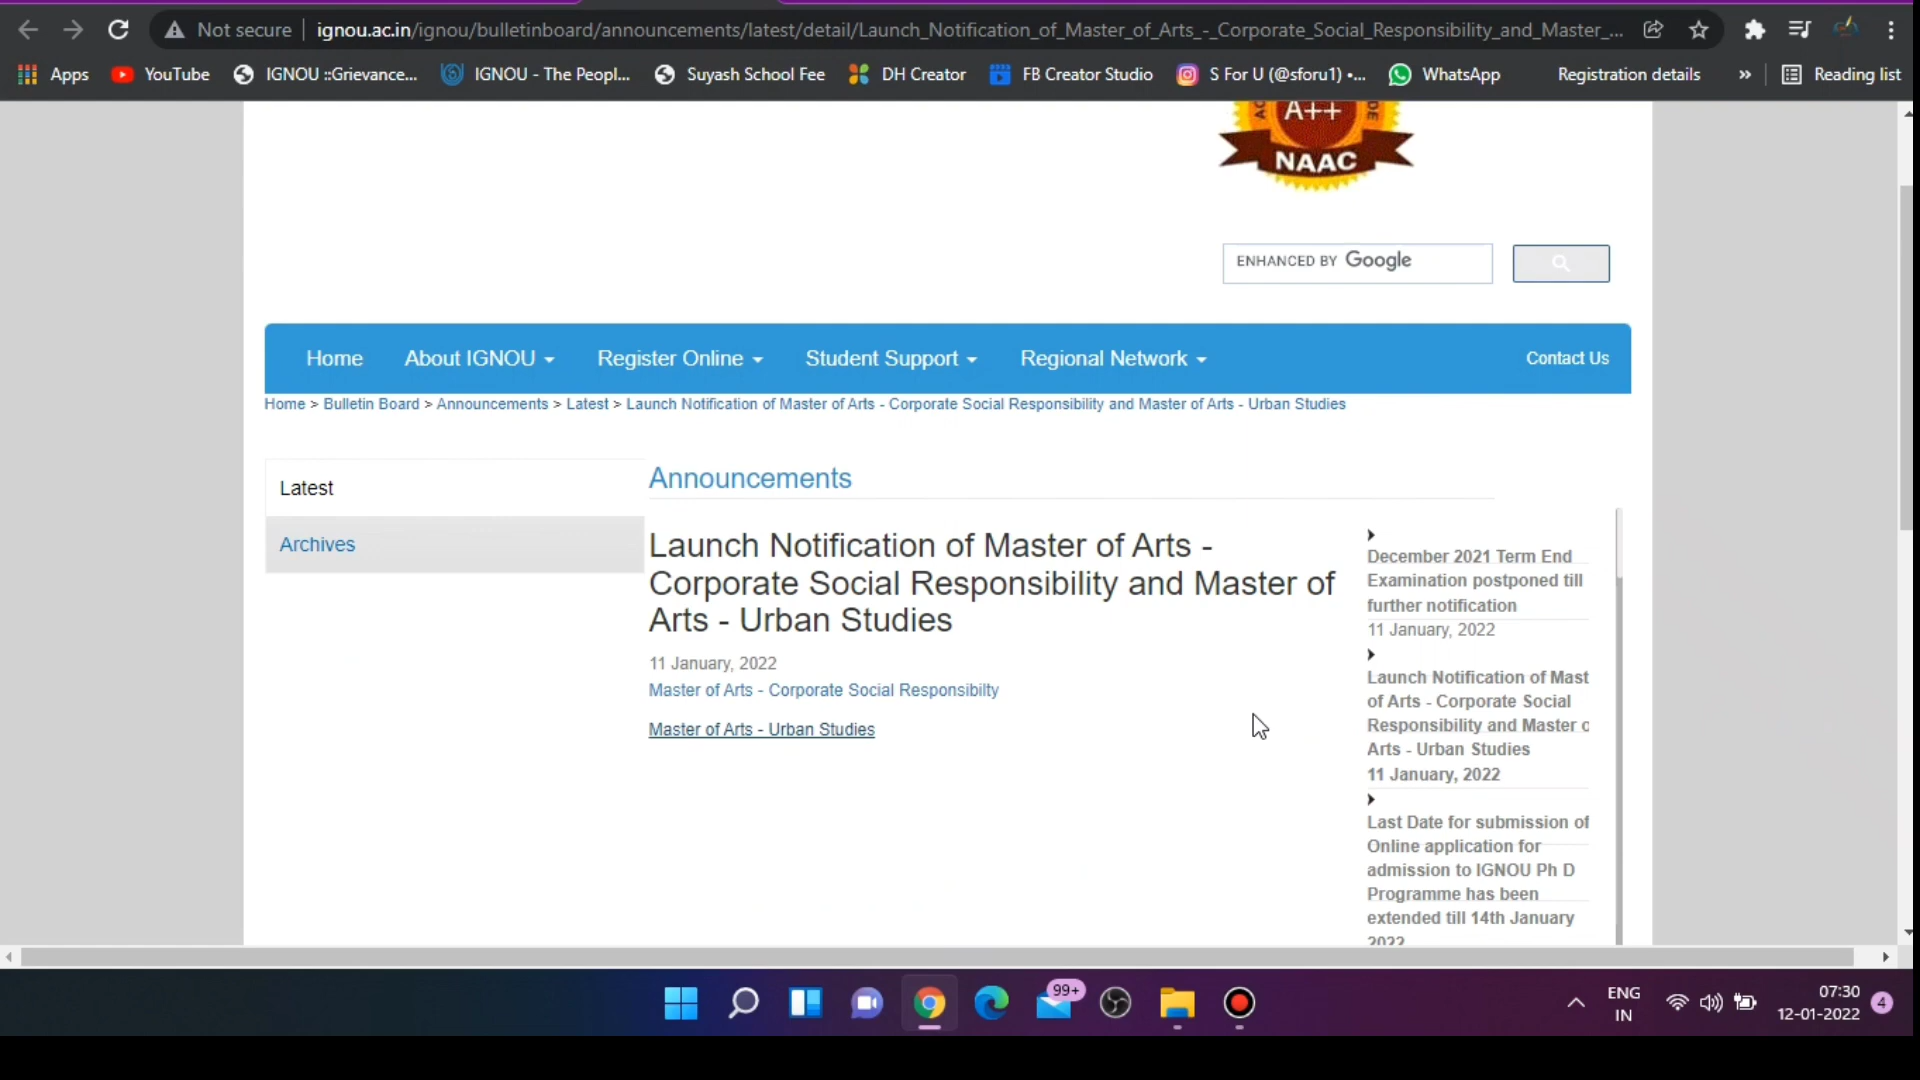 Not secure
ignou.ac.in/ignou/bulletinboard/announcements/latest/detail/Launch_Notification_of_Master_of_Arts_-_Corporate_Social_Responsibility_and_Master_...
Apps
YouTube
IGNOU ::Grievance...
IGNOU - The Peopl...
Suyash School Fee
DH Creator
FB Creator Studio
S For U (@sforu1) •...
WhatsApp
Registration details
»
Reading list
A++
NAAC
ENHANCED BY Google
Home
About IGNOU
Register Online
Student Support
Regional Network
Contact Us
Home > Bulletin Board > Announcements > Latest > Launch Notification of Master of Arts - Corporate Social Responsibility and Master of Arts - Urban Studies
Latest
Archives
Announcements
Launch Notification of Master of Arts -
Corporate Social Responsibility and Master of
Arts - Urban Studies
11 January, 2022
Master of Arts - Corporate Social Responsibilty
Master of Arts - Urban Studies
December 2021 Term End
Examination postponed till
further notification
11 January, 2022
Launch Notification of Mast
of Arts - Corporate Social
Responsibility and Master o
Arts - Urban Studies
11 January, 2022
Last Date for submission of
Online application for
admission to IGNOU Ph D
Programme has been
extended till 14th January
2022
99+
ENG
IN
07:30
12-01-2022
4